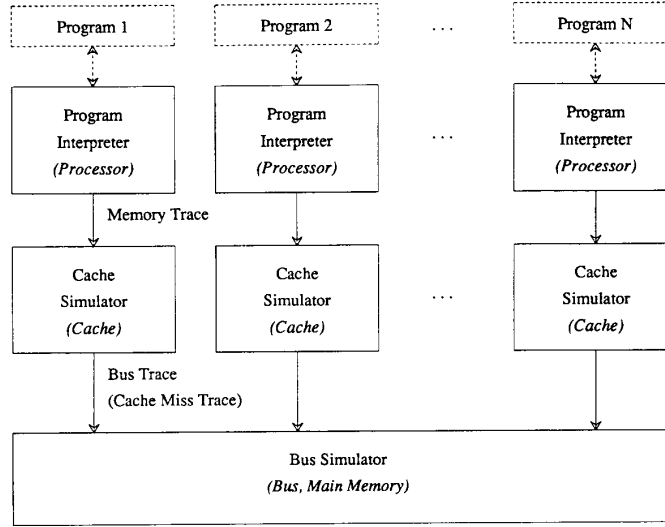 Program 1 Program 2 ... Program N
Program Program Program
Interpreter Interpreter ... Interpreter
(Processor) (Processor) (Processor)
Memory Trace
Cache Cache Cache
Simulator Simulator ... Simulator
(Cache) (Cache) (Cache)
Bus Trace
(Cache Miss Trace)
Bus Simulator
(Bus, Main Memory)